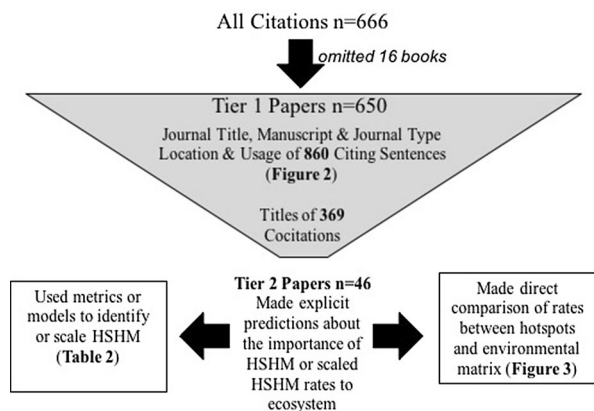 All Citations n=666
omitted 16 books
Tier 1 Papers n=650
Journal Title, Manuscript & Journal Type
Location & Usage of 860 Citing Sentences
(Figure 2)
Titles of 369
Cocitations
Used metrics or
models to identify
or scale HSHM
(Table 2)
Tier 2 Papers n=46
Made explicit
predictions about
the importance of
HSHM or scaled
HSHM rates to
ecosystem
Made direct
comparison of rates
between hotspots
and environmental
matrix (Figure 3)